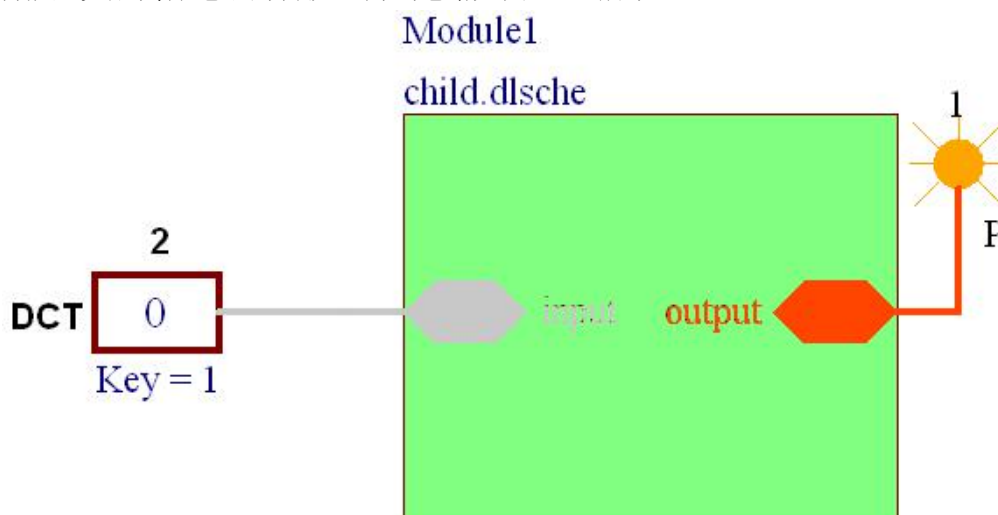 Module1
child.dlsche
1
2
DCT
0
input
output
P
Key = 1